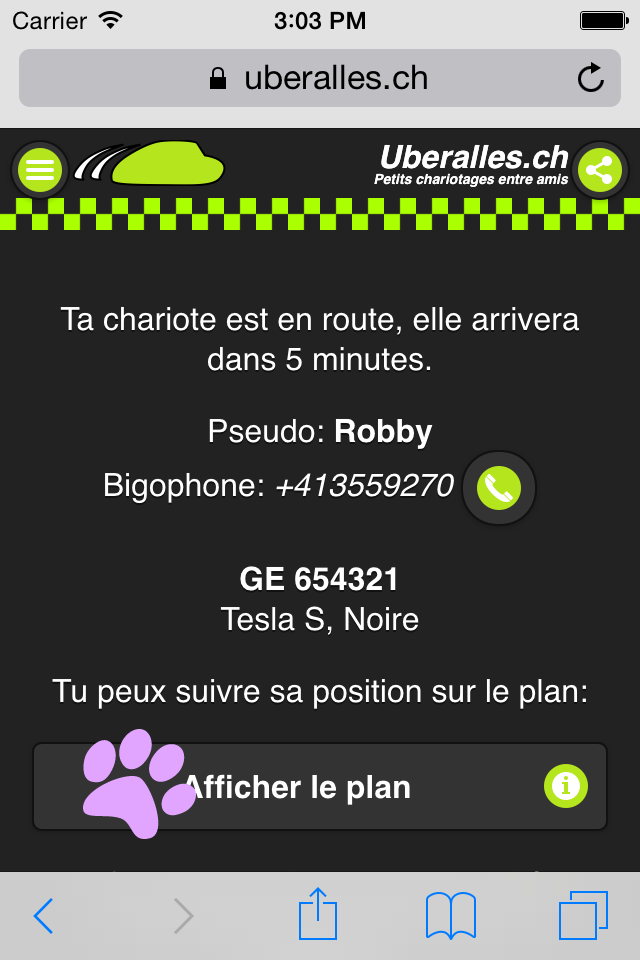 Carrier 3:03 PM
uberalles.ch
Uberalles.ch
Petits chariotages entre amis
Ta chariote est en route, elle arrivera
dans 5 minutes.
Pseudo: Robby
Bigophone: +413559270
GE 654321
Tesla S, Noire
Tu peux suivre sa position sur le plan:
Afficher le plan